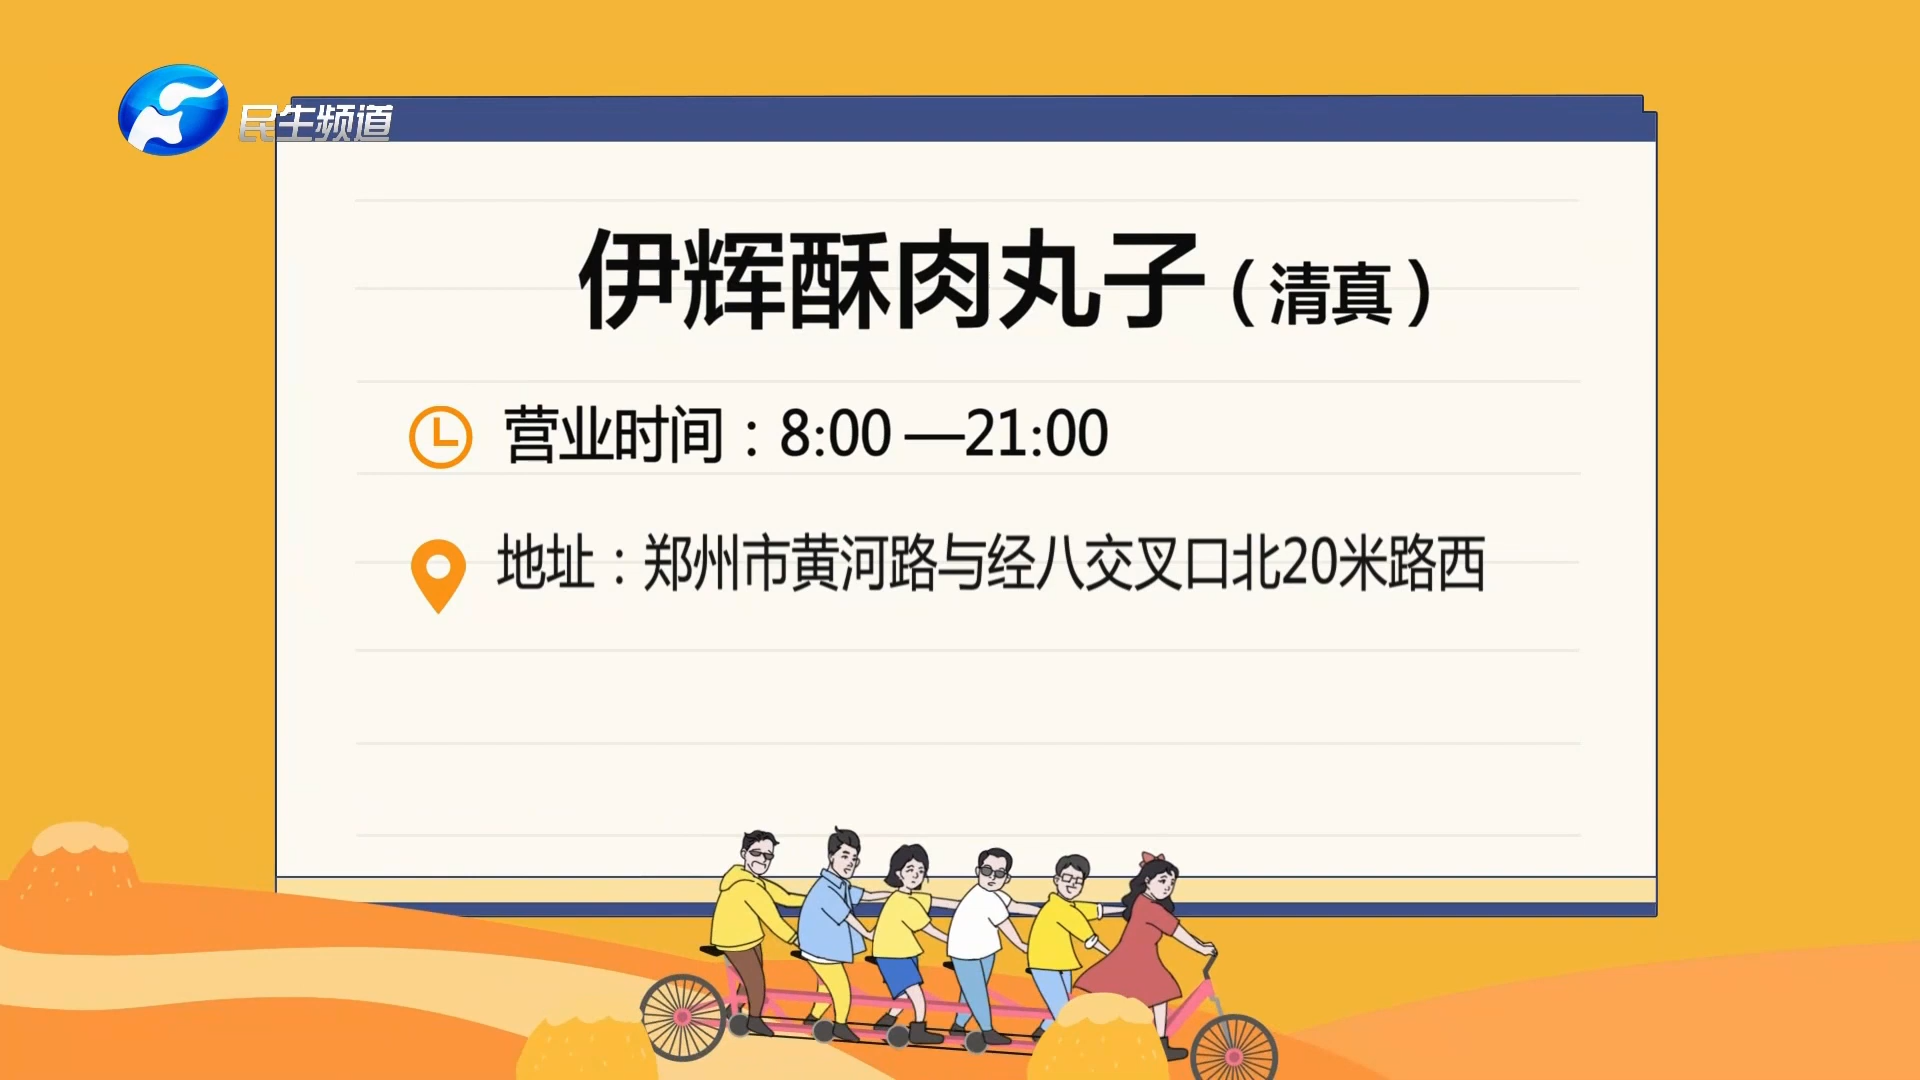 民生频道
伊辉酥肉丸子（清真）
营业时间：8:00 —21:00
地址：郑州市黄河路与经八交叉口北20米路西